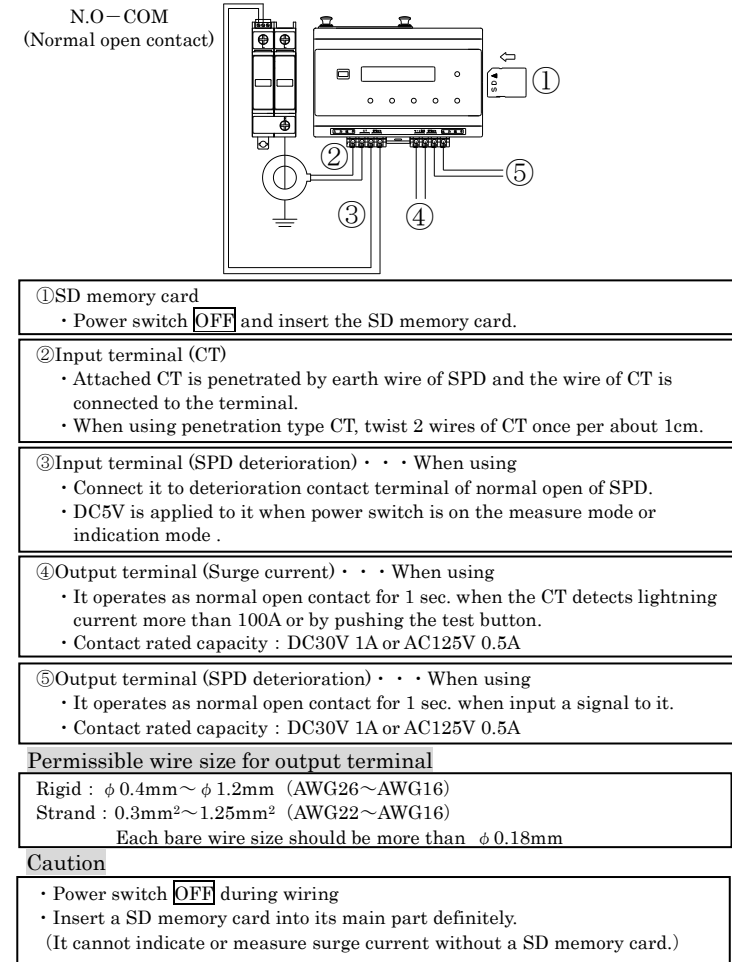 N.O－COM
(Normal open contact)
SD
①
②
③
④
⑤
①SD memory card
・Power switch OFF and insert the SD memory card.
②Input terminal (CT)
・Attached CT is penetrated by earth wire of SPD and the wire of CT is
connected to the terminal.
・When using penetration type CT, twist 2 wires of CT once per about 1cm.
③Input terminal (SPD deterioration)・・・When using
・Connect it to deterioration contact terminal of normal open of SPD.
・DC5V is applied to it when power switch is on the measure mode or
indication mode .
④Output terminal (Surge current)・・・When using
・It operates as normal open contact for 1 sec. when the CT detects lightning
current more than 100A or by pushing the test button.
・Contact rated capacity：DC30V 1A or AC125V 0.5A
⑤Output terminal (SPD deterioration)・・・When using
・It operates as normal open contact for 1 sec. when input a signal to it.
・Contact rated capacity：DC30V 1A or AC125V 0.5A
Permissible wire size for output terminal
Rigid：φ0.4mm～φ1.2mm（AWG26～AWG16）
Strand：0.3mm²～1.25mm²（AWG22～AWG16）
Each bare wire size should be more than φ0.18mm
Caution
・Power switch OFF during wiring
・Insert a SD memory card into its main part definitely.
（It cannot indicate or measure surge current without a SD memory card.）